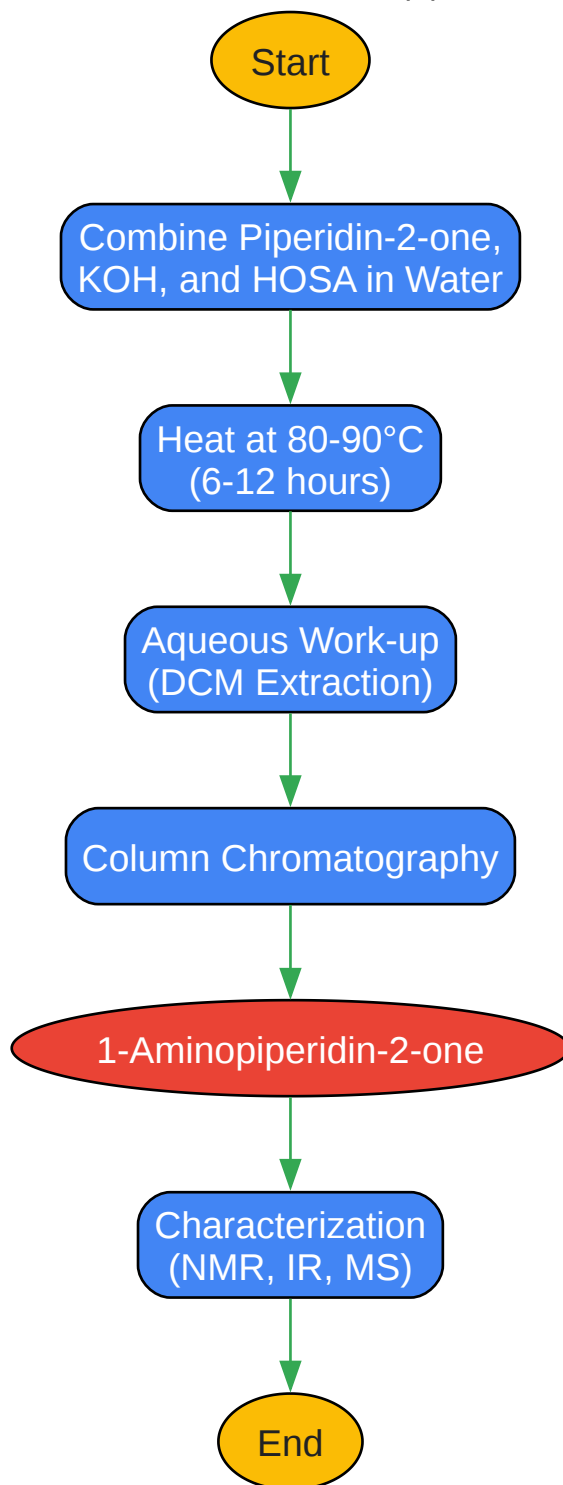 Start
Combine Piperidin-2-one,
KOH, and HOSA in Water
Heat at 80-90°C
(6-12 hours)
Aqueous Work-up
(DCM Extraction)
Column Chromatography
1-Aminopiperidin-2-one
Characterization
(NMR, IR, MS)
End